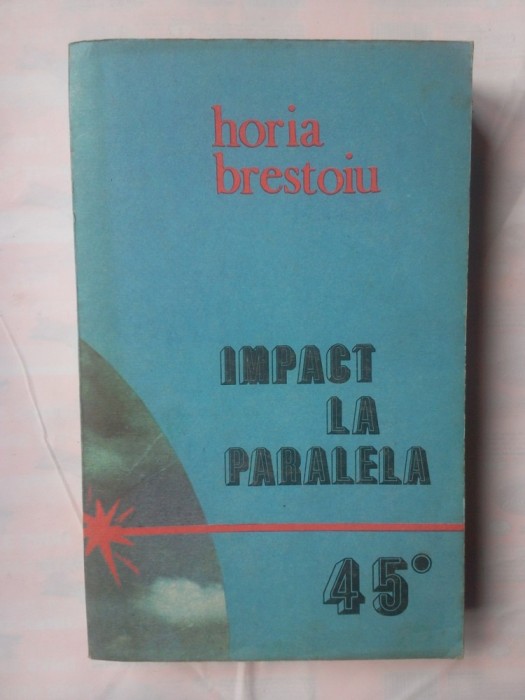 horia
brestoiu
IMPACT
LA
PARALELA
45°